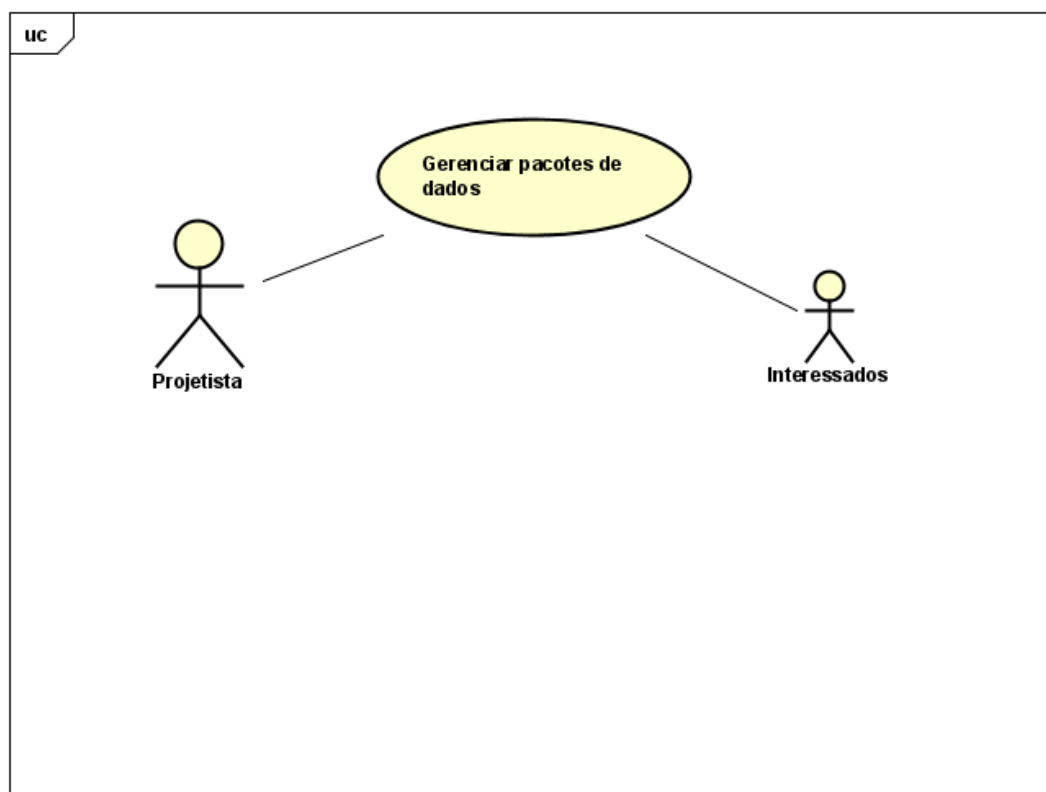 uc
Gerenciar pacotes de
dados
Projetista
Interessados